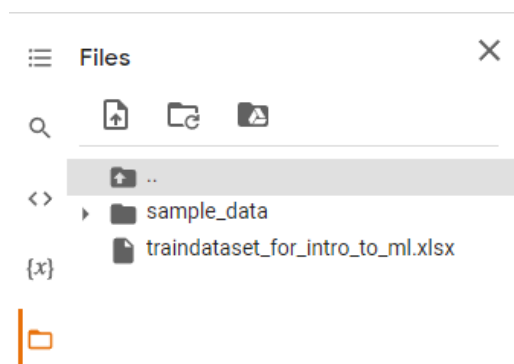 Files
..
sample_data
<>
{x}
traindataset_for_intro_to_ml.xlsx